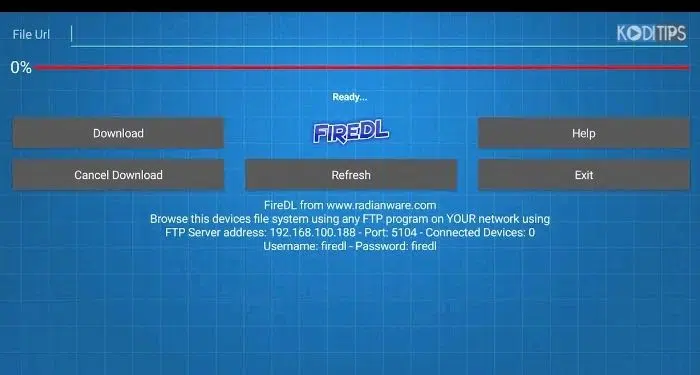 File Url
KODITIPS
0%
Ready...
Download
FIREDL
Help
Cancel Download
Refresh
Exit
FireDL from www.radianware.com
Browse this devices file system using any FTP program on YOUR network using
FTP Server address: 192.168.100.188 - Port: 5104 - Connected Devices: 0
Username: firedl - Password: firedl